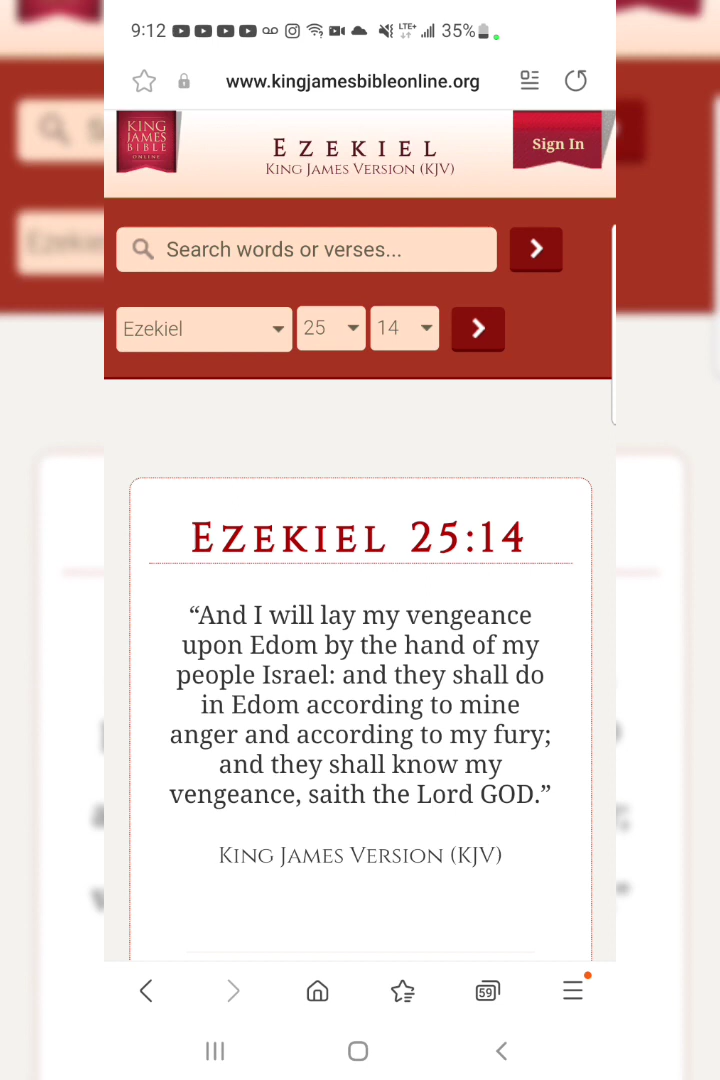 9:12 LTE+ 35%
www.kingjamesbibleonline.org
KING
JAMES
BIBLE
ONLINE
EZEKIEL
KING JAMES VERSION (KJV)
Sign In
Search words or verses...
Ezekiel 25 14
EZEKIEL 25:14
“And I will lay my vengeance
upon Edom by the hand of my
people Israel: and they shall do
in Edom according to mine
anger and according to my fury;
and they shall know my
vengeance, saith the Lord GOD.”
KING JAMES VERSION (KJV)
59